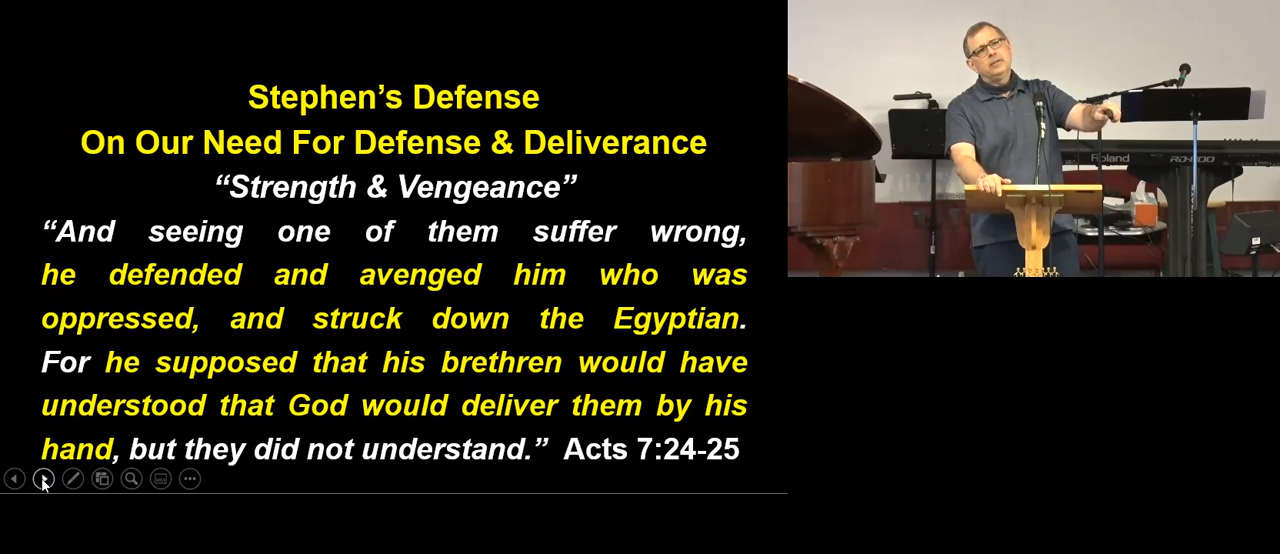 Stephen’s Defense
On Our Need For Defense & Deliverance
“Strength & Vengeance”
“And seeing one of them suffer wrong,
he defended and avenged him who was
oppressed, and struck down the Egyptian.
For he supposed that his brethren would have
understood that God would deliver them by his
hand, but they did not understand.” Acts 7:24-25
Roland